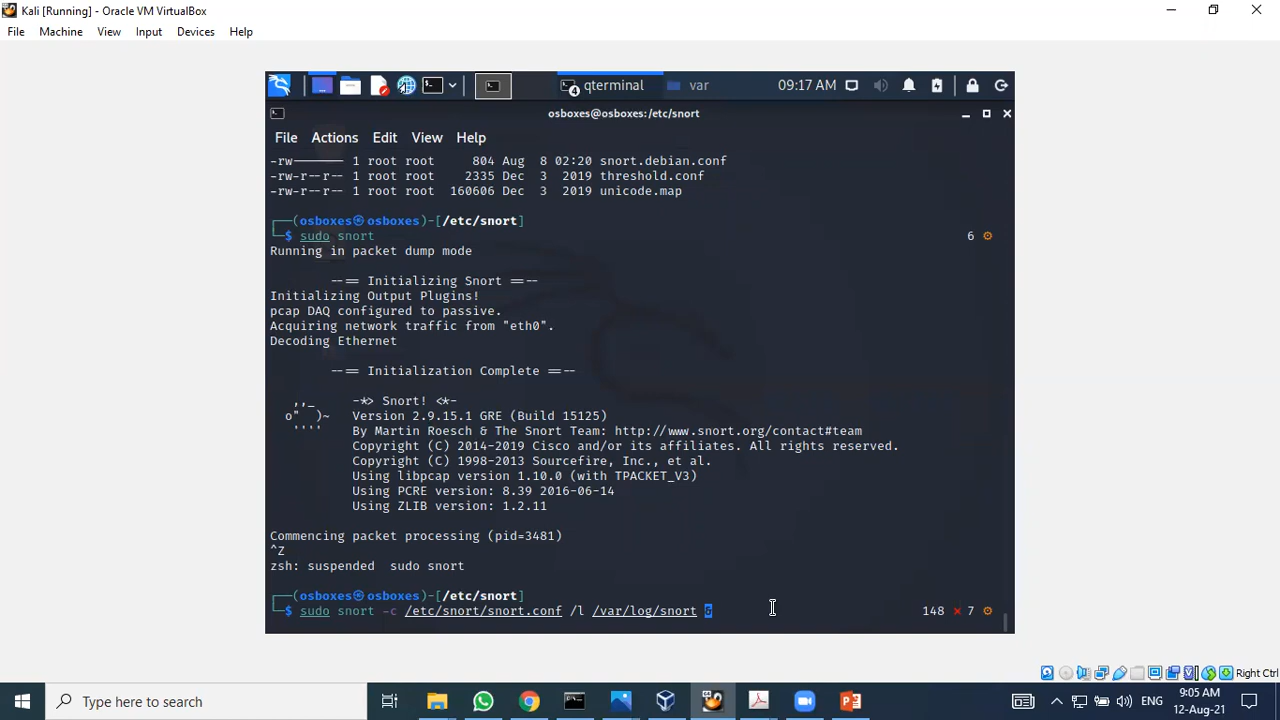 Kali [Running] - Oracle VM VirtualBox
File Machine View Input Devices Help
qterminal
4
var
09:17 AM
osboxes@osboxes:/etc/snort
File Actions Edit View Help
-rw——— 1 root root 804 Aug 8 02:20 snort.debian.conf
-rw-r--r-- 1 root root 2335 Dec 3 2019 threshold.conf
-rw-r--r-- 1 root root 160606 Dec 3 2019 unicode.map
┌──(osboxes㉿osboxes)-[/etc/snort]
└─$ sudo snort 6 ⚙
Running in packet dump mode
--== Initializing Snort ==--
Initializing Output Plugins!
pcap DAQ configured to passive.
Acquiring network traffic from "eth0".
Decoding Ethernet
--== Initialization Complete ==--
,,_ -*> Snort! <*-
o" )~ Version 2.9.15.1 GRE (Build 15125)
'''' By Martin Roesch & The Snort Team: http://www.snort.org/contact#team
Copyright (C) 2014-2019 Cisco and/or its affiliates. All rights reserved.
Copyright (C) 1998-2013 Sourcefire, Inc., et al.
Using libpcap version 1.10.0 (with TPACKET_V3)
Using PCRE version: 8.39 2016-06-14
Using ZLIB version: 1.2.11
Commencing packet processing (pid=3481)
^Z
zsh: suspended sudo snort
┌──(osboxes㉿osboxes)-[/etc/snort]
└─$ sudo snort -c /etc/snort/snort.conf /l /var/log/snort 6 148 ⨯ 7 ⚙
Right Ctrl
Type here to search
ENG
9:05 AM
12-Aug-21